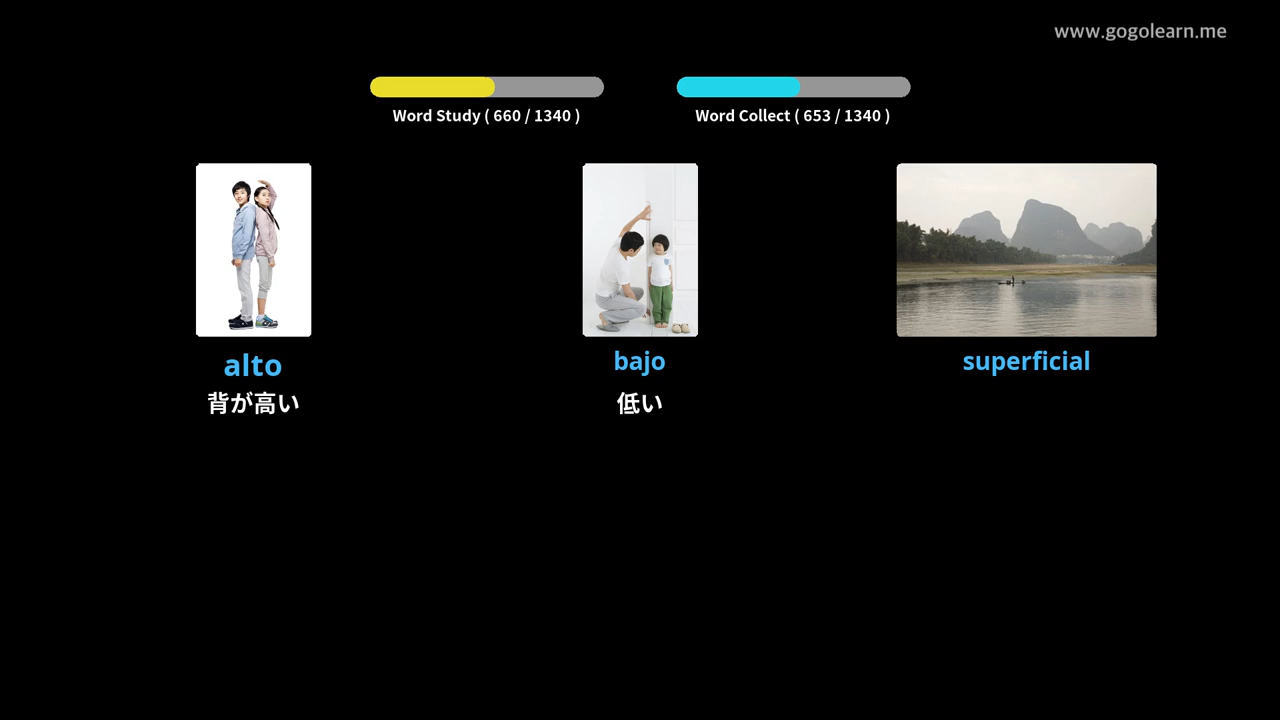 www.gogolearn.me
Word Study ( 660 / 1340 )
Word Collect ( 653 / 1340 )
alto
背が高い
bajo
低い
superficial